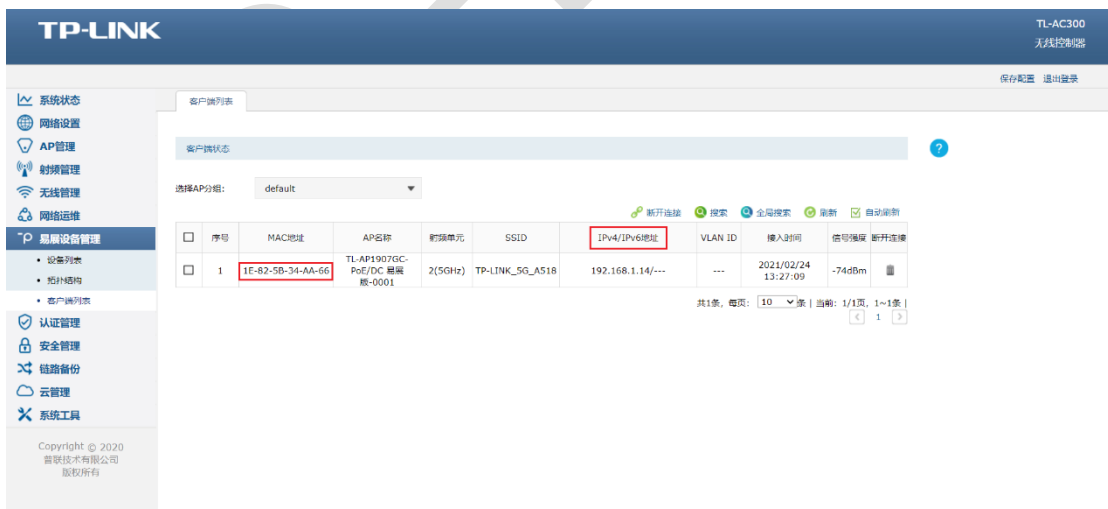 TP-LINK
TL-AC300
无线控制器
保存配置 退出登录
系统状态
网络设置
AP管理
射频管理
无线管理
网络运维
易展设备管理
• 设备列表
• 拓扑结构
• 客户端列表
认证管理
安全管理
链路备份
云管理
系统工具
Copyright © 2020
普联技术有限公司
版权所有
客户端列表
客户端状态
?
选择AP分组: default
断开连接 搜索 全局搜索 刷新 自动刷新
序号 MAC地址 AP名称 射频单元 SSID IPv4/IPv6地址 VLAN ID 接入时间 信号强度 断开连接
1 1E-82-5B-34-AA-66 TL-AP1907GC-PoE/DC 易展版-0001 2(5GHz) TP-LINK_5G_A518 192.168.1.14/--- --- 2021/02/24 13:27:09 -74dBm
共1条, 每页: 10 条 | 当前: 1/1页, 1~1条 |
< 1 >